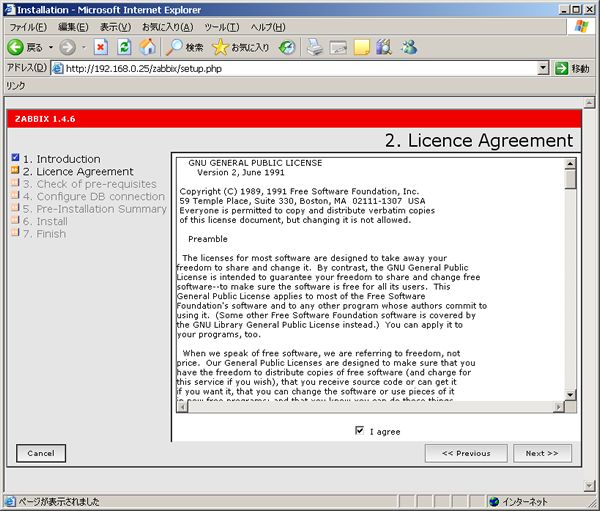 Installation - Microsoft Internet Explorer
ファイル(F) 編集(E) 表示(V) お気に入り(A) ツール(T) ヘルプ(H)
戻る 検索 お気に入り
アドレス(D) http://192.168.0.25/zabbix/setup.php 移動
リンク
ZABBIX 1.4.6
2. Licence Agreement
1. Introduction
2. Licence Agreement
3. Check of pre-requisites
4. Configure DB connection
5. Pre-Installation Summary
6. Install
7. Finish
GNU GENERAL PUBLIC LICENSE
Version 2, June 1991
Copyright (C) 1989, 1991 Free Software Foundation, Inc.
59 Temple Place, Suite 330, Boston, MA 02111-1307 USA
Everyone is permitted to copy and distribute verbatim copies
of this license document, but changing it is not allowed.
Preamble
The licenses for most software are designed to take away your
freedom to share and change it. By contrast, the GNU General Public
License is intended to guarantee your freedom to share and change free
software--to make sure the software is free for all its users. This
General Public License applies to most of the Free Software
Foundation's software and to any other program whose authors commit to
using it. (Some other Free Software Foundation software is covered by
the GNU Library General Public License instead.) You can apply it to
your programs, too.
When we speak of free software, we are referring to freedom, not
price. Our General Public Licenses are designed to make sure that you
have the freedom to distribute copies of free software (and charge for
this service if you wish), that you receive source code or can get it
if you want it, that you can change the software or use pieces of it
in new free programs; and that you know you can do these things.
I agree
Cancel << Previous Next >>
ページが表示されました インターネット